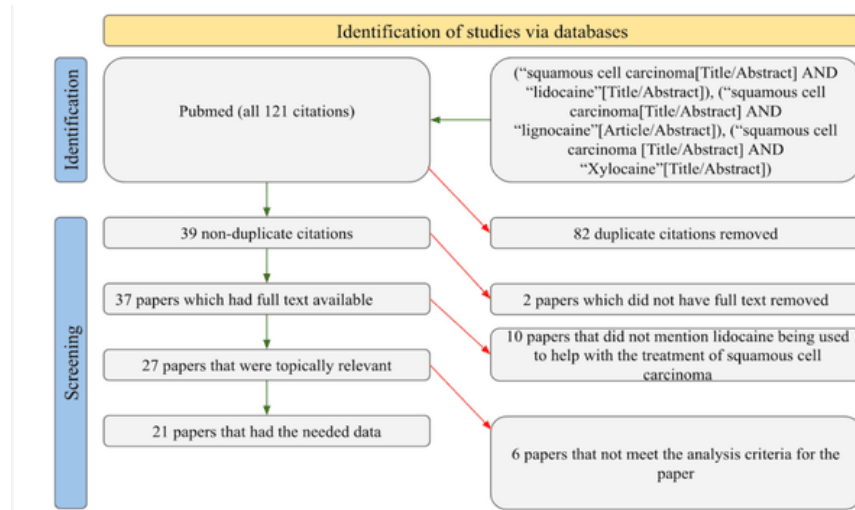 Identification of studies via databases
Identification
Pubmed (all 121 citations)
(“squamous cell carcinoma[Title/Abstract] AND
“lidocaine”[Title/Abstract]), (“squamous cell
carcinoma[Title/Abstract] AND
“lignocaine”[Article/Abstract]), (“squamous cell
carcinoma [Title/Abstract] AND
“Xylocaine”[Title/Abstract])
Screening
39 non-duplicate citations
82 duplicate citations removed
37 papers which had full text available
2 papers which did not have full text removed
27 papers that were topically relevant
10 papers that did not mention lidocaine being used
to help with the treatment of squamous cell
carcinoma
21 papers that had the needed data
6 papers that not meet the analysis criteria for the
paper